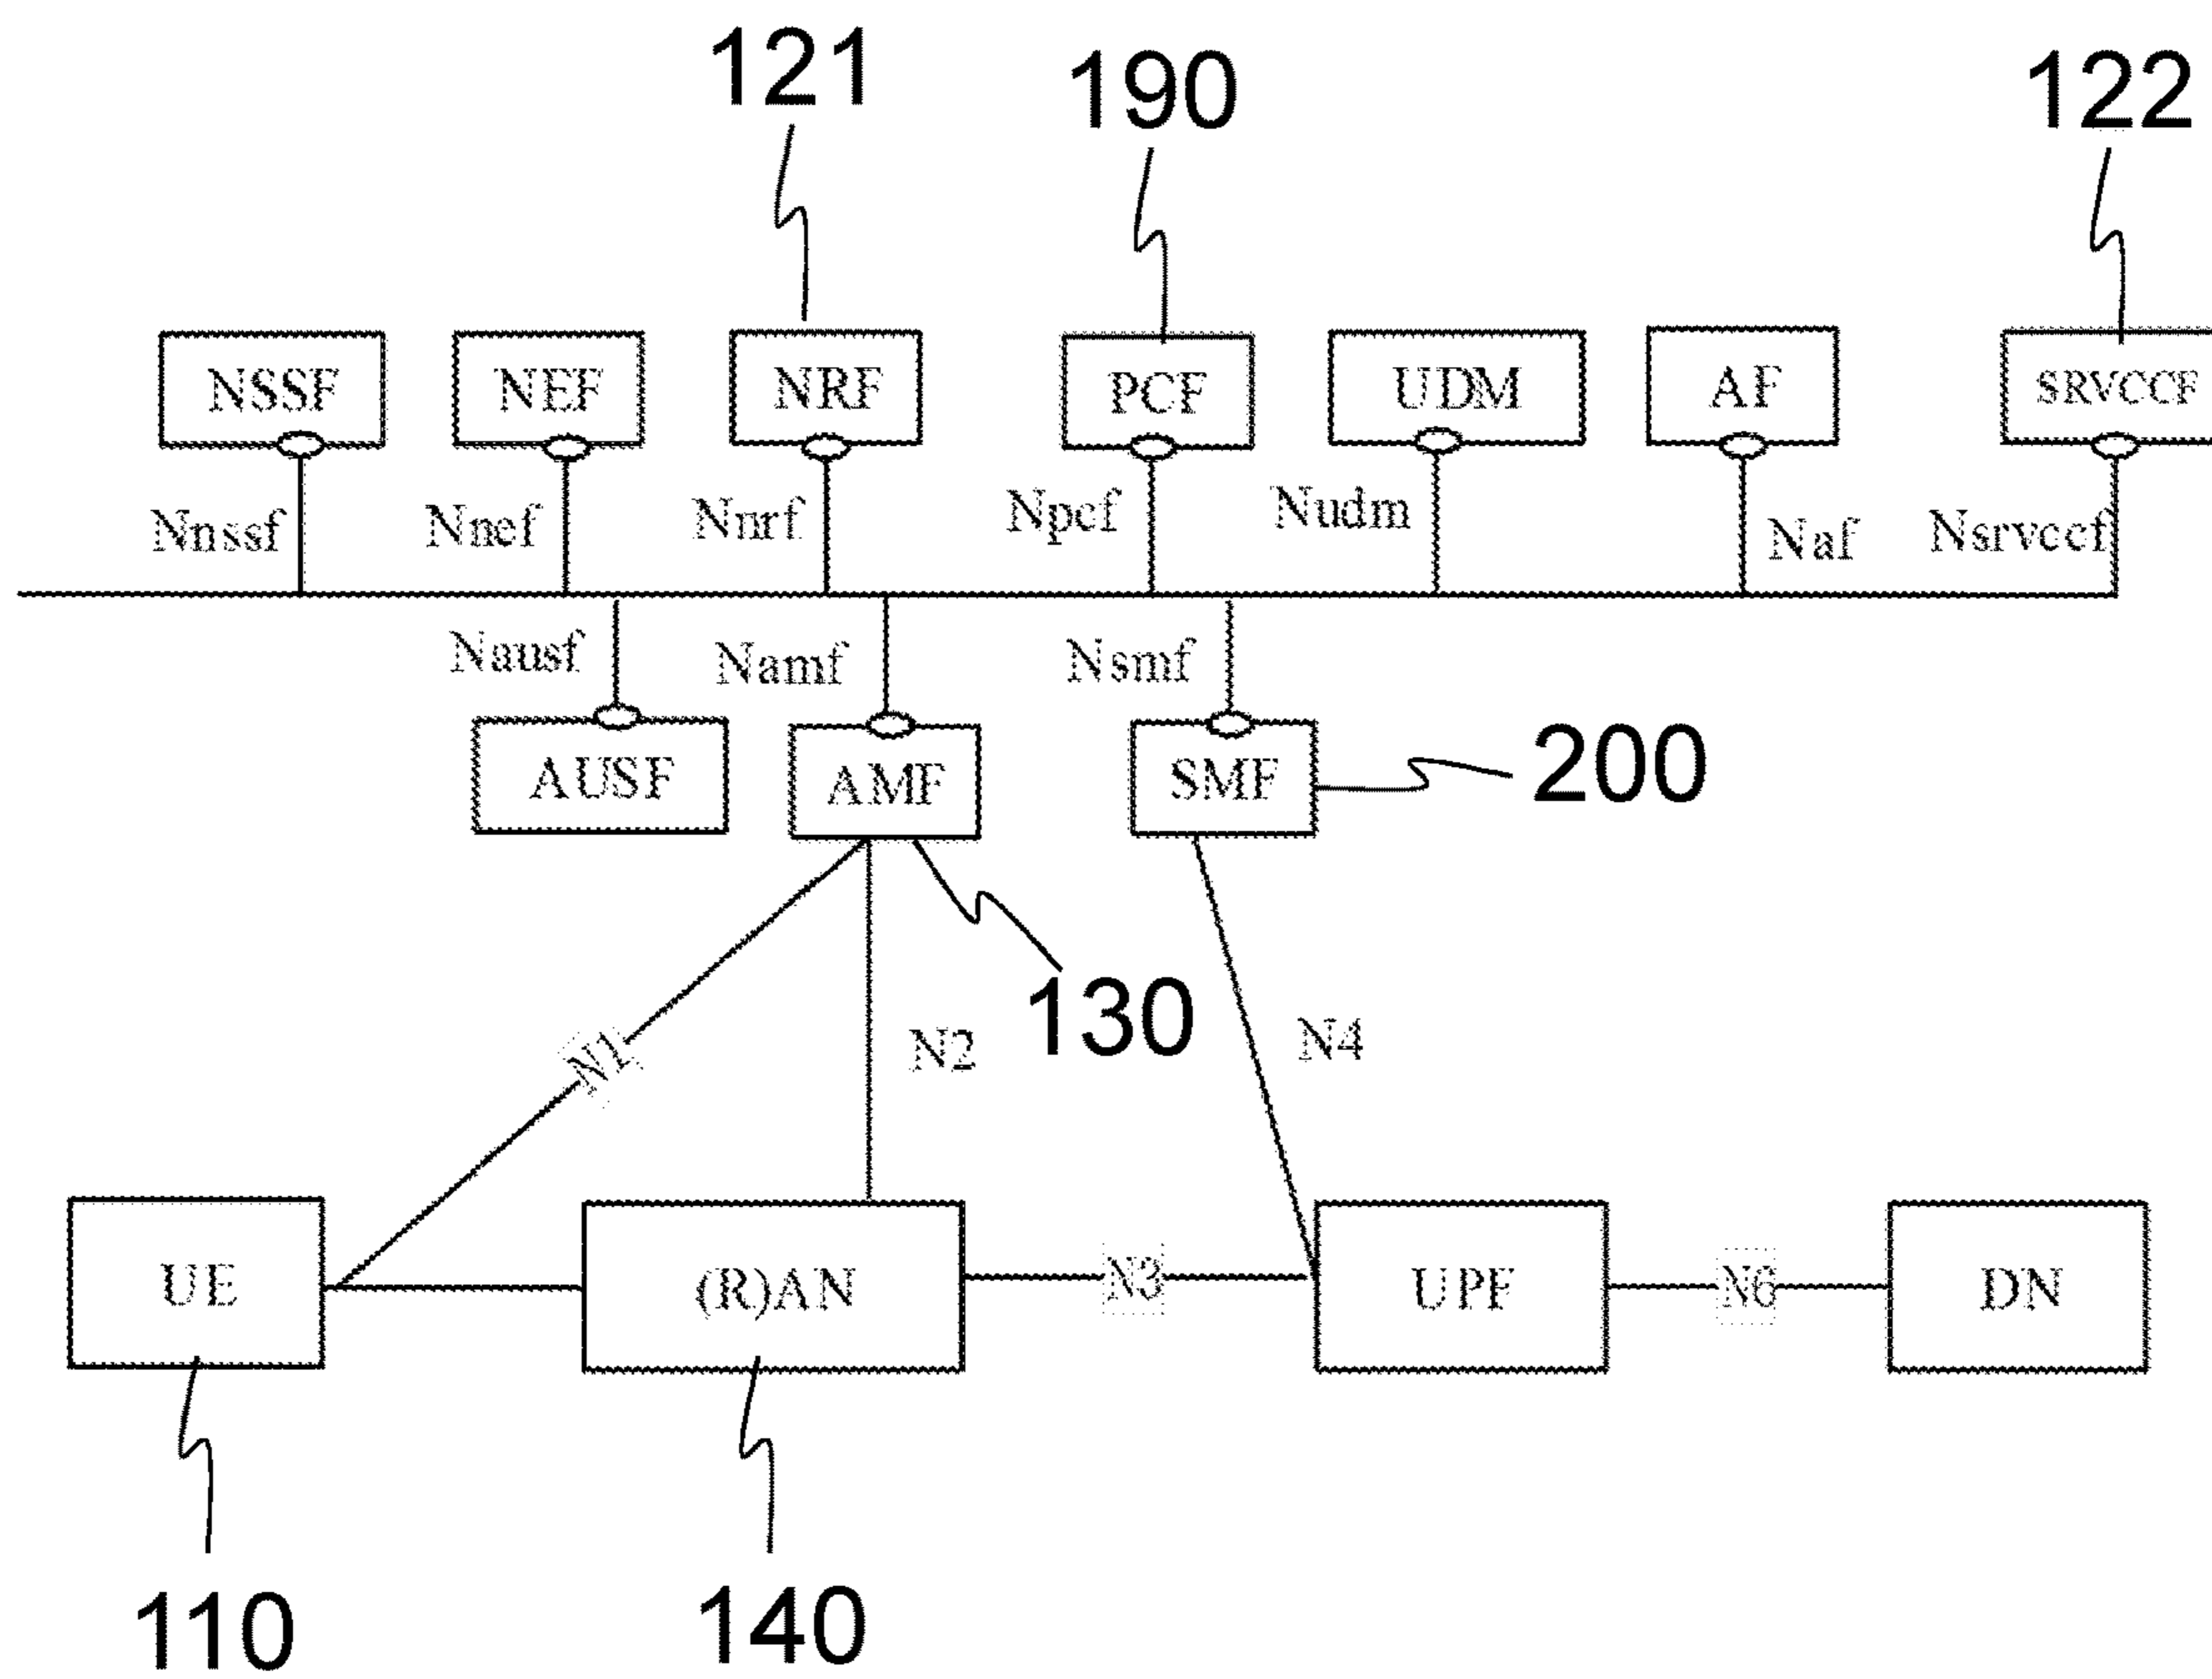 121 190 122
NSSF NEF NRF PCF UDM AF SRVCCF
Nnssf Nnef Nnrf Npcf Nudm Naf Nsrvccf
Nausf Namf Nsmf
AUSF AMF SMF 200
130
N1 N2 N4
UE (R)AN N3 UPF N6 DN
110 140